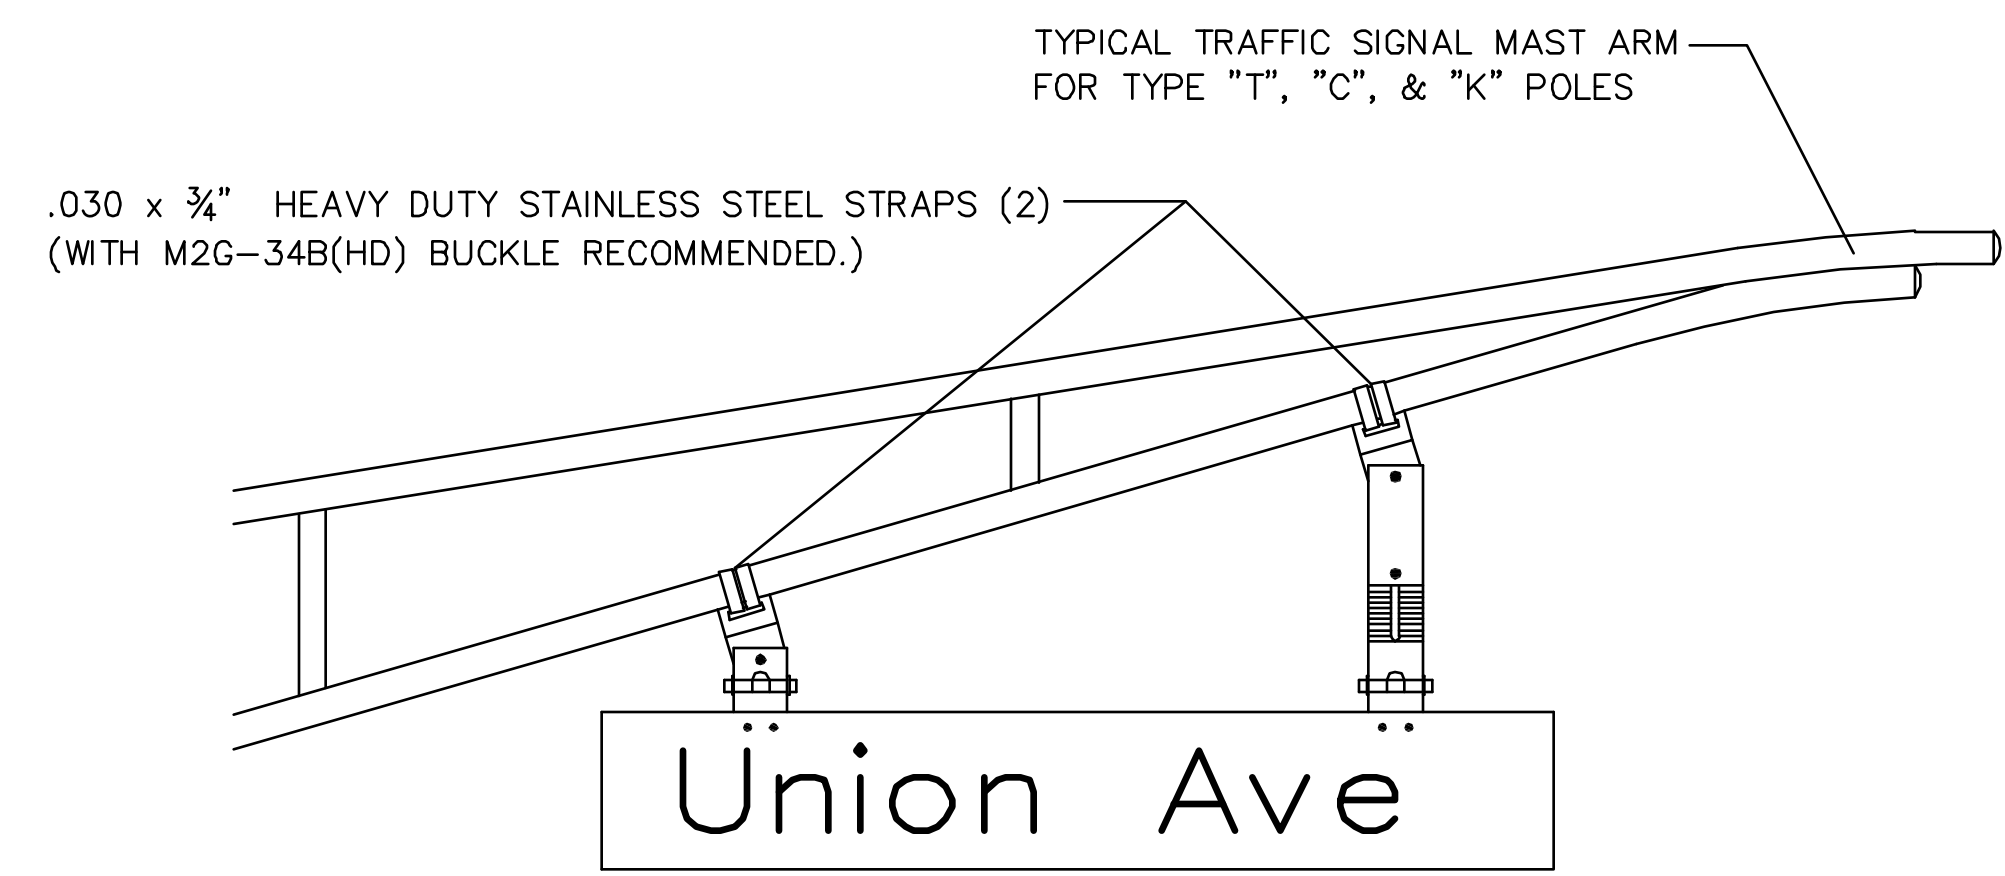 TYPICAL TRAFFIC SIGNAL MAST ARM
FOR TYPE "T", "C", & "K" POLES
.030 x ¾" HEAVY DUTY STAINLESS STEEL STRAPS (2)
(WITH M2G-34B(HD) BUCKLE RECOMMENDED.)
Union Ave